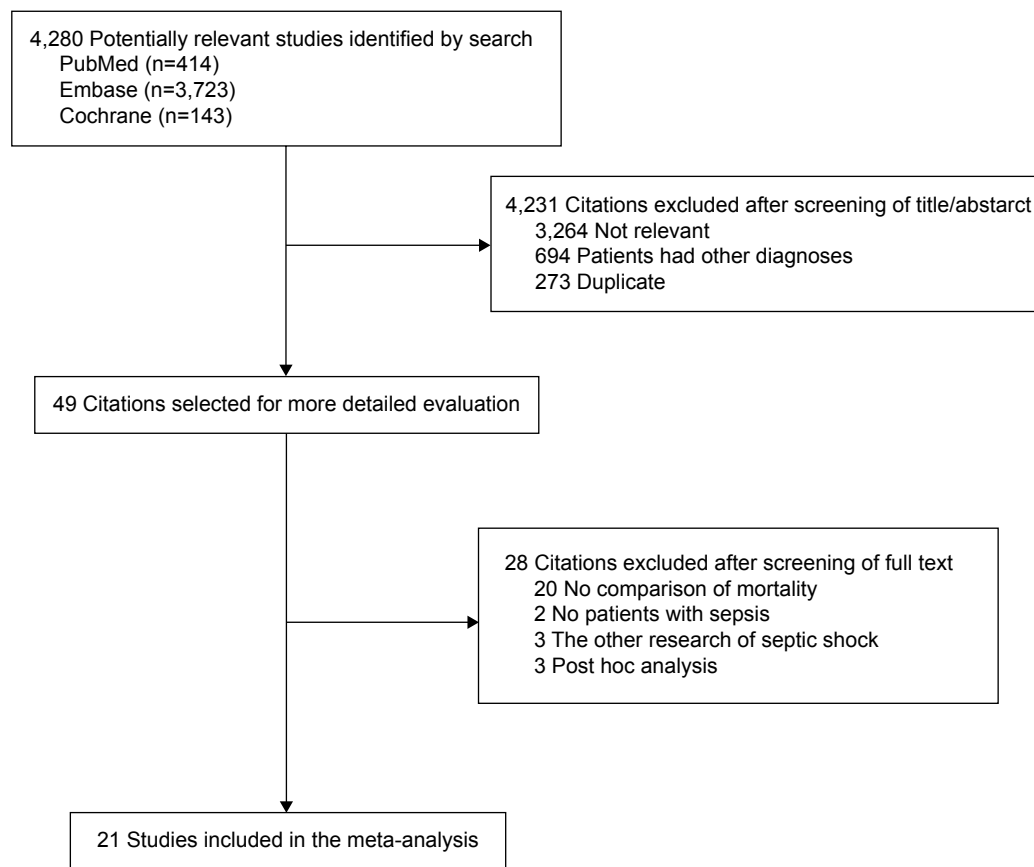 4,280 Potentially relevant studies identified by search
PubMed (n=414)
Embase (n=3,723)
Cochrane (n=143)
4,231 Citations excluded after screening of title/abstarct
3,264 Not relevant
694 Patients had other diagnoses
273 Duplicate
49 Citations selected for more detailed evaluation
28 Citations excluded after screening of full text
20 No comparison of mortality
2 No patients with sepsis
3 The other research of septic shock
3 Post hoc analysis
21 Studies included in the meta-analysis